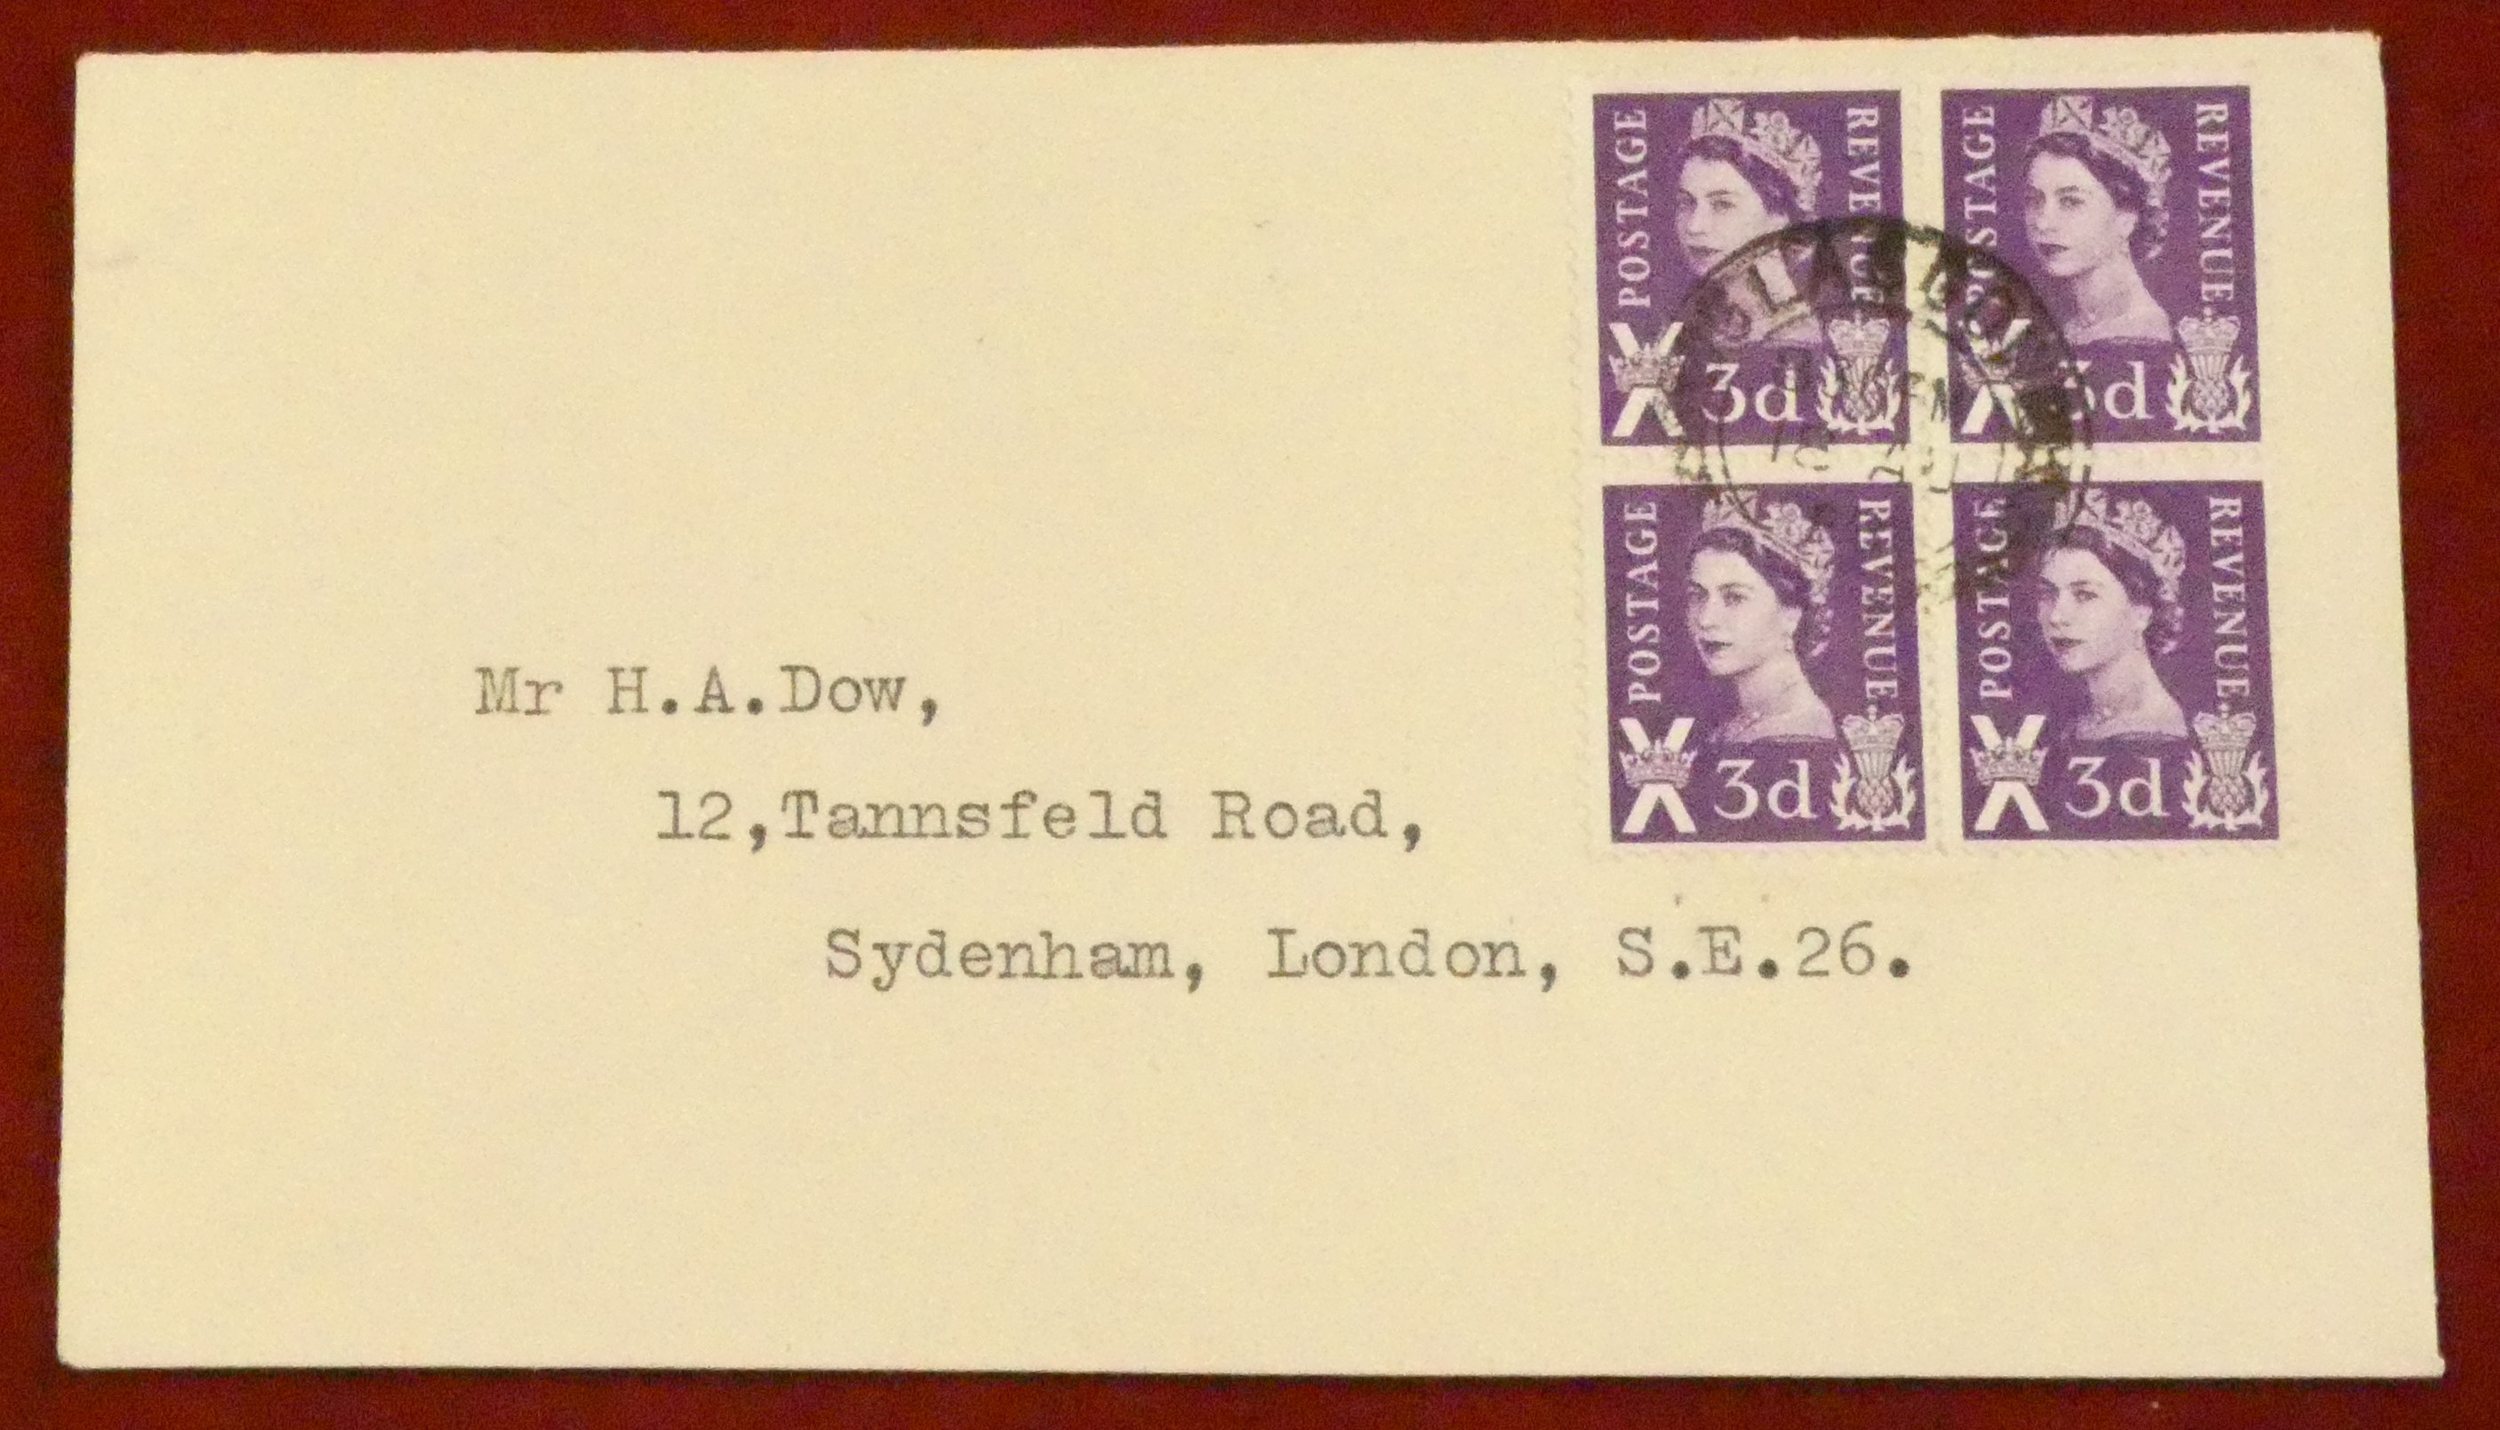 POSTAGE REVENUE 3d
POSTAGE REVENUE 3d
POSTAGE REVENUE 3d
POSTAGE REVENUE 3d
Mr H.A.Dow,
12,Tannsfeld Road,
Sydenham, London, S.E.26.